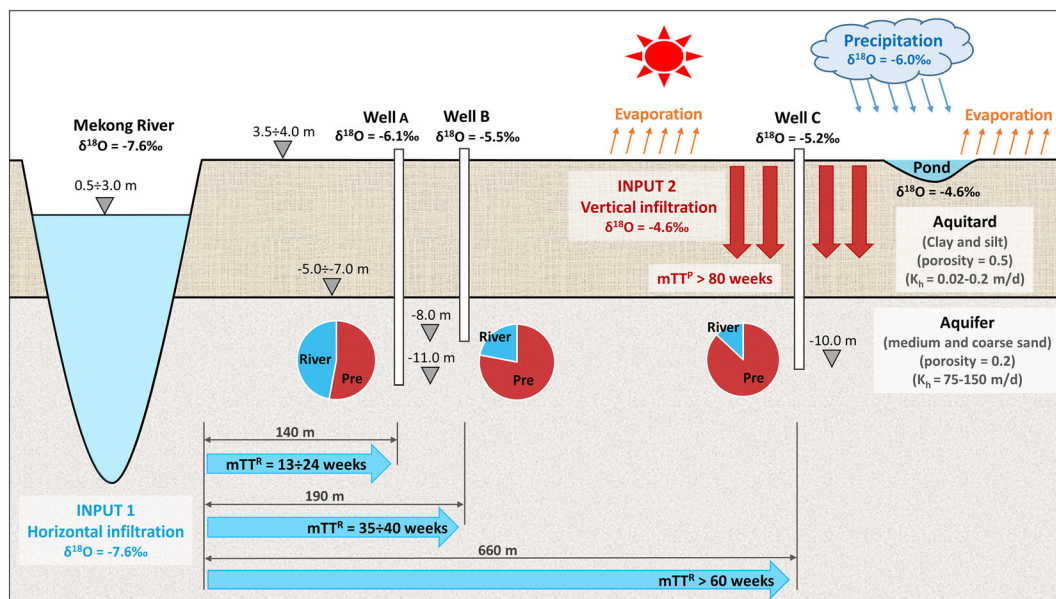 Precipitation
δ¹⁸O = -6.0‰
Evaporation
Evaporation
Mekong River
δ¹⁸O = -7.6‰
3.5÷4.0 m
Well A
δ¹⁸O = -6.1‰
Well B
δ¹⁸O = -5.5‰
Well C
δ¹⁸O = -5.2‰
Pond
δ¹⁸O = -4.6‰
0.5÷3.0 m
INPUT 2
Vertical infiltration
δ¹⁸O = -4.6‰
mTTᴾ > 80 weeks
Aquitard
(Clay and silt)
(porosity = 0.5)
(Kₕ = 0.02-0.2 m/d)
-5.0÷-7.0 m
-8.0 m
-11.0 m
-10.0 m
River
Pre
River
Pre
River
Pre
Aquifer
(medium and coarse sand)
(porosity = 0.2)
(Kₕ = 75-150 m/d)
140 m
mTTᴿ = 13÷24 weeks
190 m
mTTᴿ = 35÷40 weeks
660 m
mTTᴿ > 60 weeks
INPUT 1
Horizontal infiltration
δ¹⁸O = -7.6‰